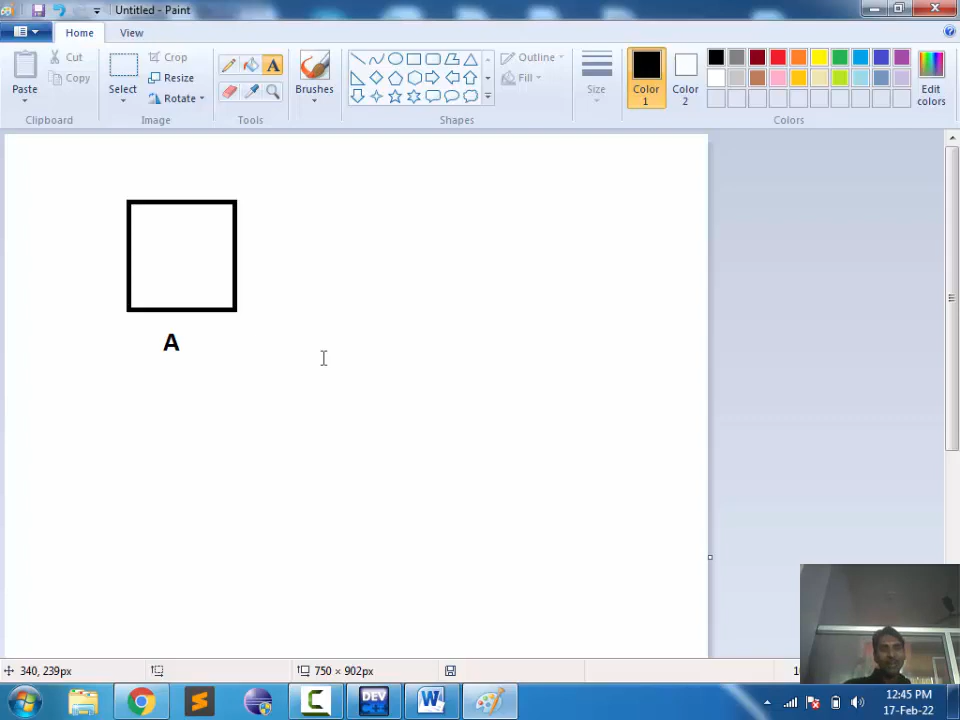 Untitled - Paint
Home
View
Paste
Cut
Copy
Clipboard
Select
Crop
Resize
Rotate
Image
A
Tools
Brushes
Shapes
Outline
Fill
Size
Color 1
Color 2
Edit colors
Colors
A
340, 239px
750 × 902px
DEV
W
12:45 PM
17-Feb-22